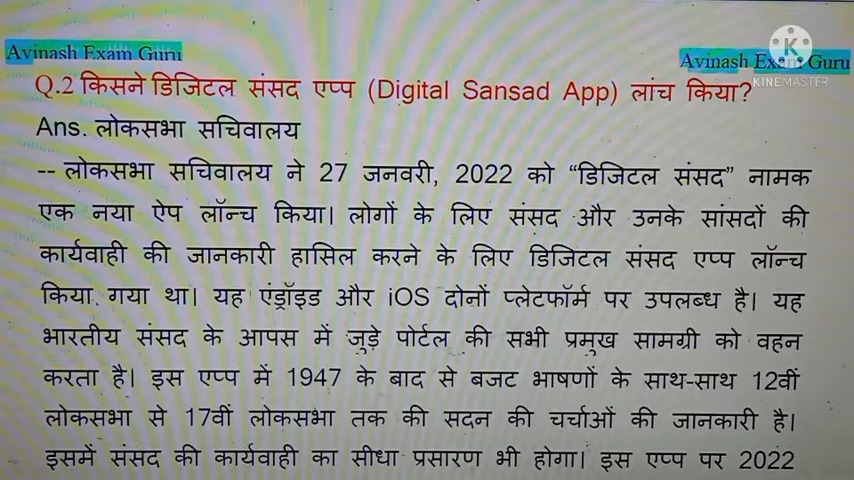 Avinash Exam Guru
Avinash Exam Guru
K
KINEMASTER
Q.2 किसने डिजिटल संसद एप्प (Digital Sansad App) लांच किया?
Ans. लोकसभा सचिवालय
-- लोकसभा सचिवालय ने 27 जनवरी, 2022 को “डिजिटल संसद” नामक
एक नया ऐप लॉन्च किया। लोगों के लिए संसद और उनके सांसदों की
कार्यवाही की जानकारी हासिल करने के लिए डिजिटल संसद एप्प लॉन्च
किया गया था। यह एंड्रॉइड और iOS दोनों प्लेटफॉर्म पर उपलब्ध है। यह
भारतीय संसद के आपस में जुड़े पोर्टल की सभी प्रमुख सामग्री को वहन
करता है। इस एप्प में 1947 के बाद से बजट भाषणों के साथ-साथ 12वीं
लोकसभा से 17वीं लोकसभा तक की सदन की चर्चाओं की जानकारी है।
इसमें संसद की कार्यवाही का सीधा प्रसारण भी होगा। इस एप्प पर 2022